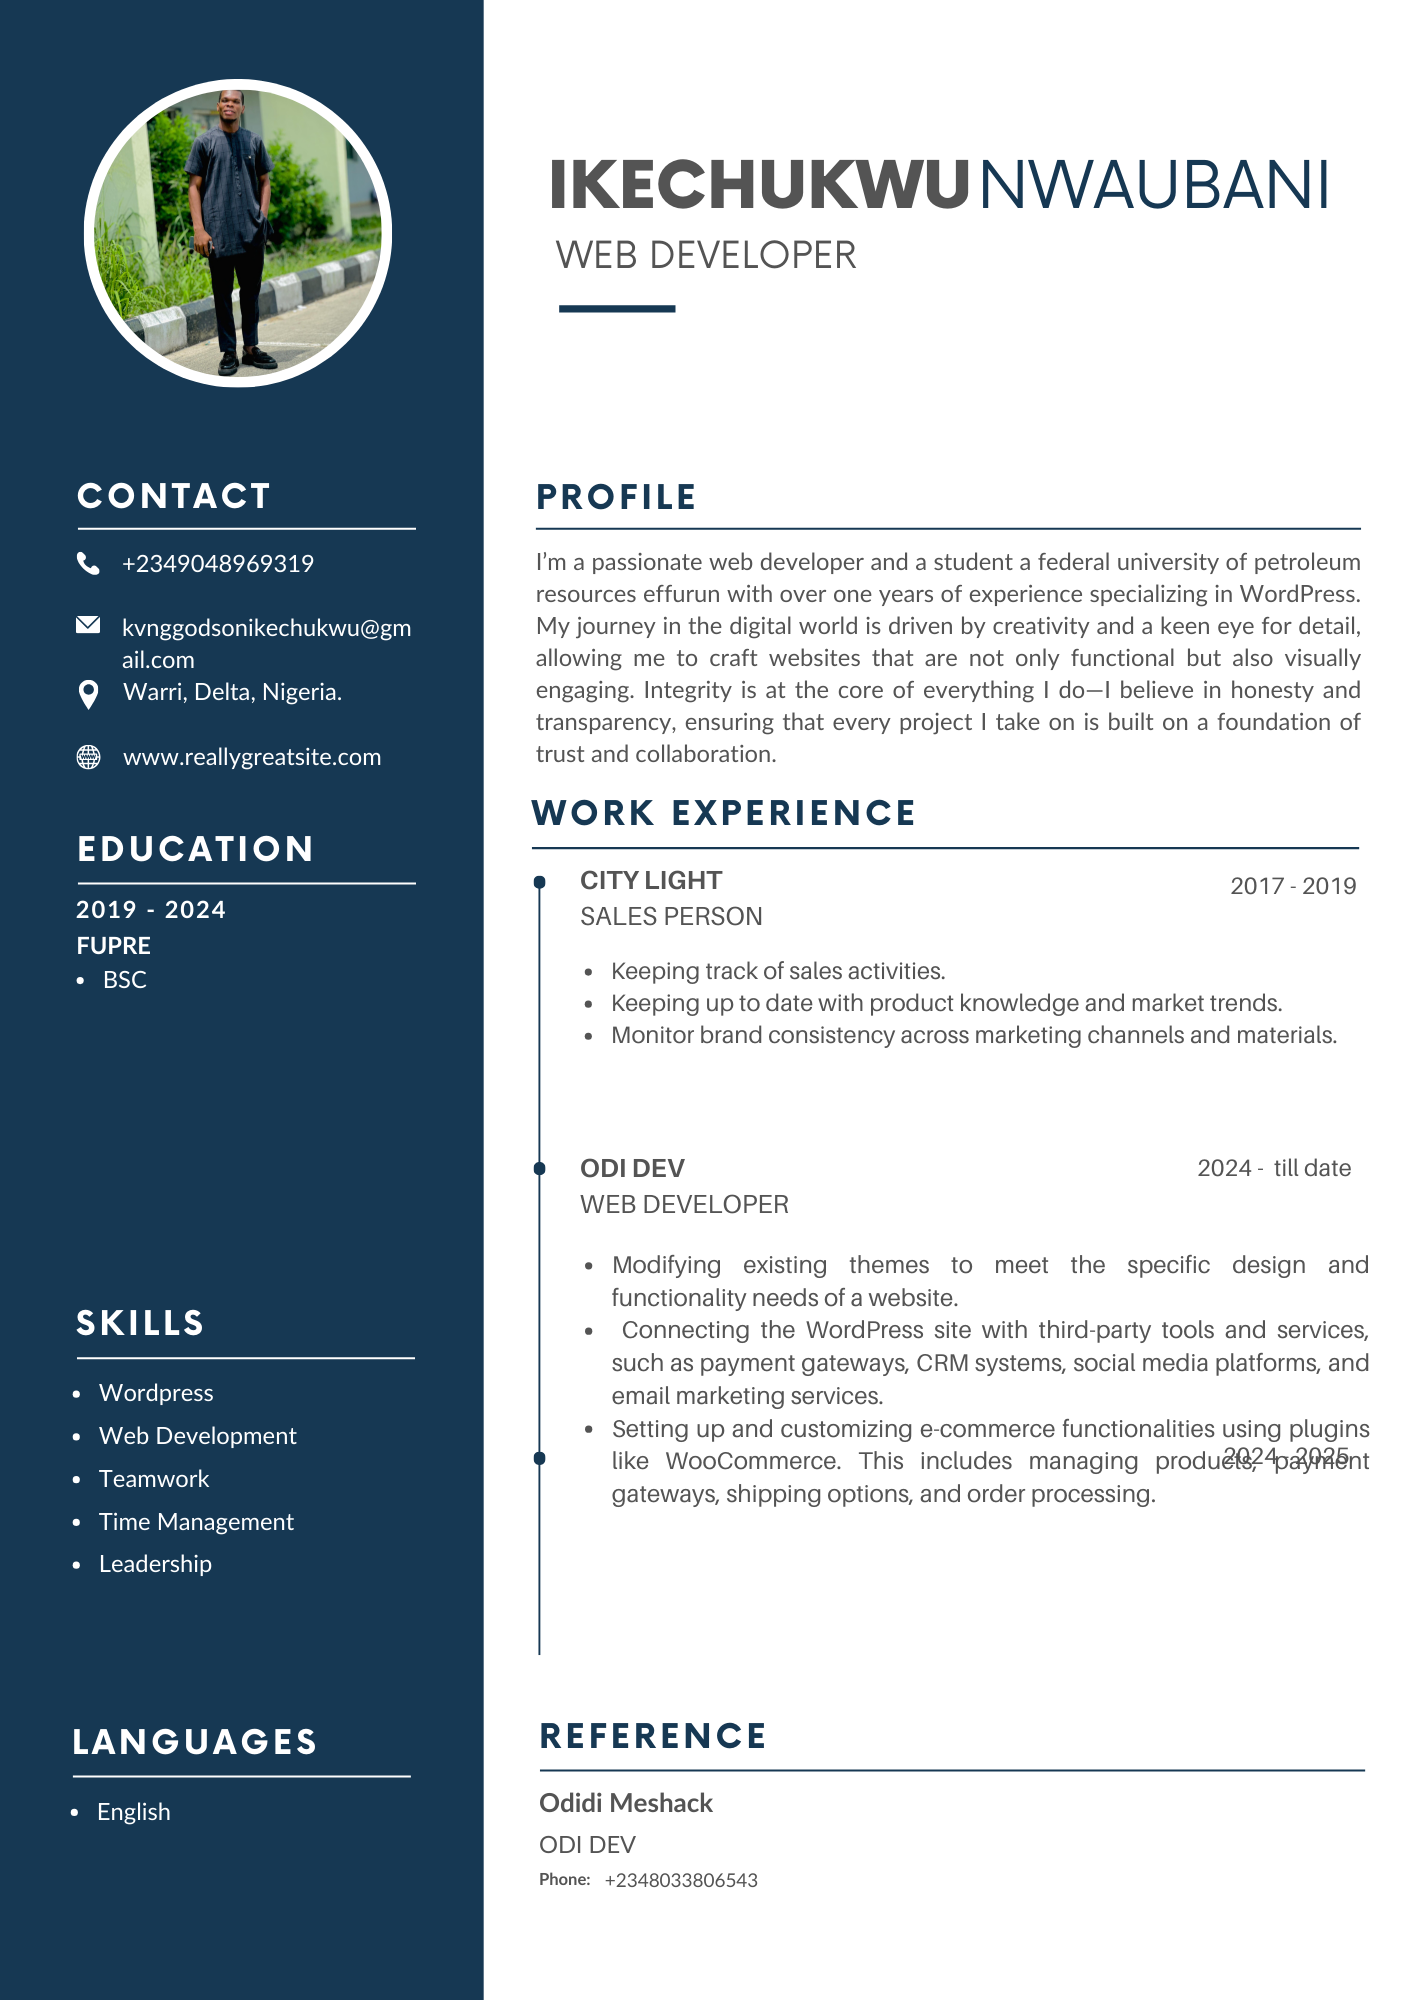 IKECHUKWU NWAUBANI
WEB DEVELOPER
CONTACT
+2349048969319
kvnggodsonikechukwu@gm
ail.com
Warri, Delta, Nigeria.
www.reallygreatsite.com
EDUCATION
2019 - 2024
FUPRE
• BSC
SKILLS
• Wordpress
• Web Development
• Teamwork
• Time Management
• Leadership
LANGUAGES
• English
PROFILE
I'm a passionate web developer and a student a federal university of petroleum
resources effurun with over one years of experience specializing in WordPress.
My journey in the digital world is driven by creativity and a keen eye for detail,
allowing me to craft websites that are not only functional but also visually
engaging. Integrity is at the core of everything I do—I believe in honesty and
transparency, ensuring that every project I take on is built on a foundation of
trust and collaboration.
WORK EXPERIENCE
CITY LIGHT
2017 - 2019
SALES PERSON
• Keeping track of sales activities.
• Keeping up to date with product knowledge and market trends.
• Monitor brand consistency across marketing channels and materials.
ODI DEV
2024 - till date
WEB DEVELOPER
• Modifying existing themes to meet the specific design and
functionality needs of a website.
• Connecting the WordPress site with third-party tools and services,
such as payment gateways, CRM systems, social media platforms, and
email marketing services.
• Setting up and customizing e-commerce functionalities using plugins
2024 - 2025
like WooCommerce. This includes managing products, payment
gateways, shipping options, and order processing.
REFERENCE
Odidi Meshack
ODI DEV
Phone: +2348033806543